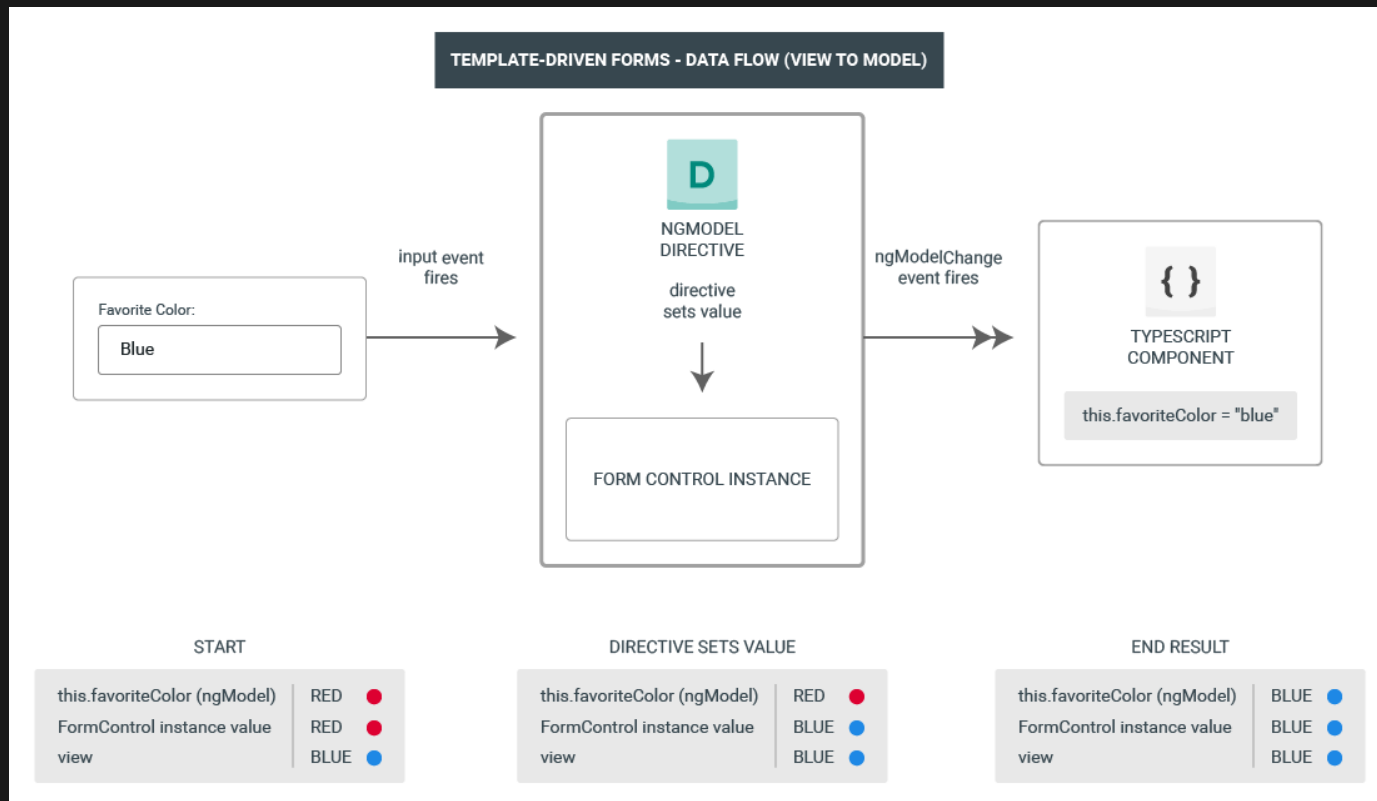 TEMPLATE-DRIVEN FORMS - DATA FLOW (VIEW TO MODEL)
Favorite Color:
Blue
input event
fires
D
NGMODEL
DIRECTIVE
directive
sets value
FORM CONTROL INSTANCE
ngModelChange
event fires
{ }
TYPESCRIPT
COMPONENT
this.favoriteColor = "blue"
START
this.favoriteColor (ngModel) RED
FormControl instance value RED
view BLUE
DIRECTIVE SETS VALUE
this.favoriteColor (ngModel) RED
FormControl instance value BLUE
view BLUE
END RESULT
this.favoriteColor (ngModel) BLUE
FormControl instance value BLUE
view BLUE